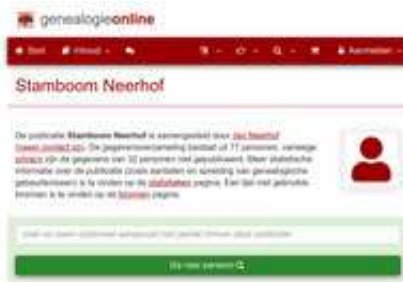 genealogieonline
Start Inhoud Aanmelden
Stamboom Neerhof
De publicatie Stamboom Neerhof is samengesteld door Jan Neerhof
(neem contact op). De gegevensverzameling bestaat uit 77 personen, vanwege
privacy zijn de gegevens van 32 personen niet gepubliceerd. Meer statistische
informatie over de publicatie (zoals aantallen en spreiding van genealogische
gebeurtenissen) is te vinden op de statistieken pagina. Een lijst met gebruikte
bronnen is te vinden op de bronnen pagina.
Ga naar persoon